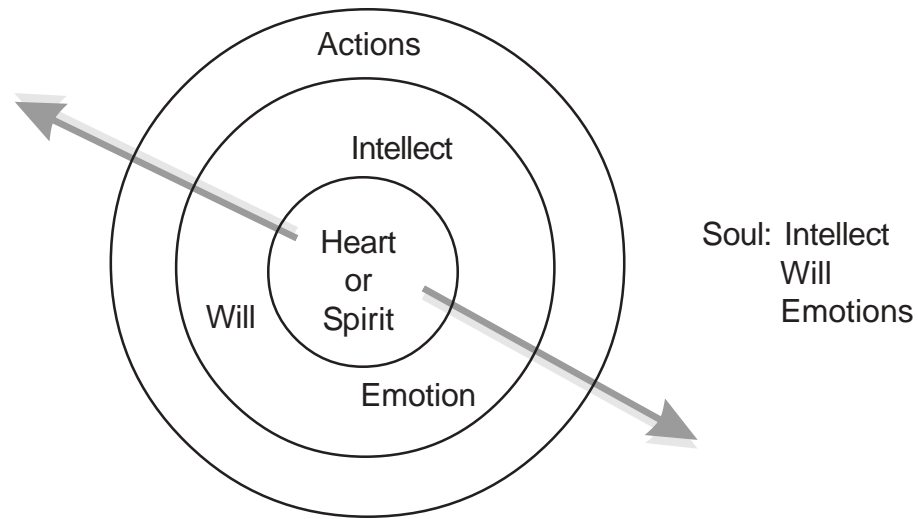 Actions
Intellect
Heart
or
Spirit
Will
Emotion
Soul: Intellect
Will
Emotions